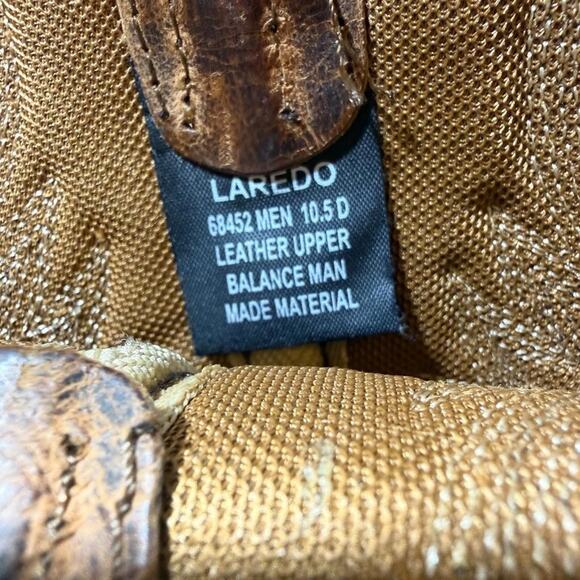 LAREDO
68452 MEN 10.5 D
LEATHER UPPER
BALANCE MAN
MADE MATERIAL